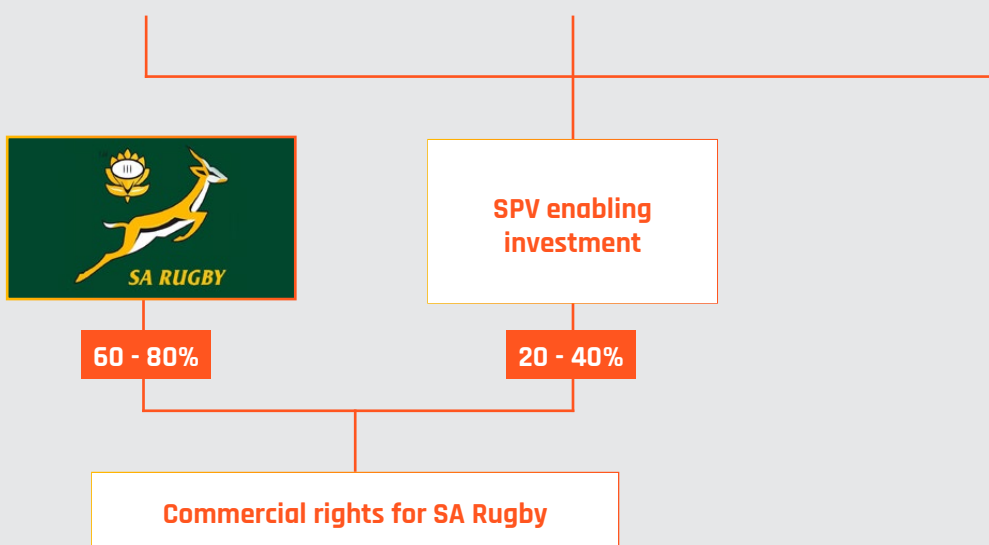 SA RUGBY
SPV enabling
investment
60 - 80%
20 - 40%
Commercial rights for SA Rugby